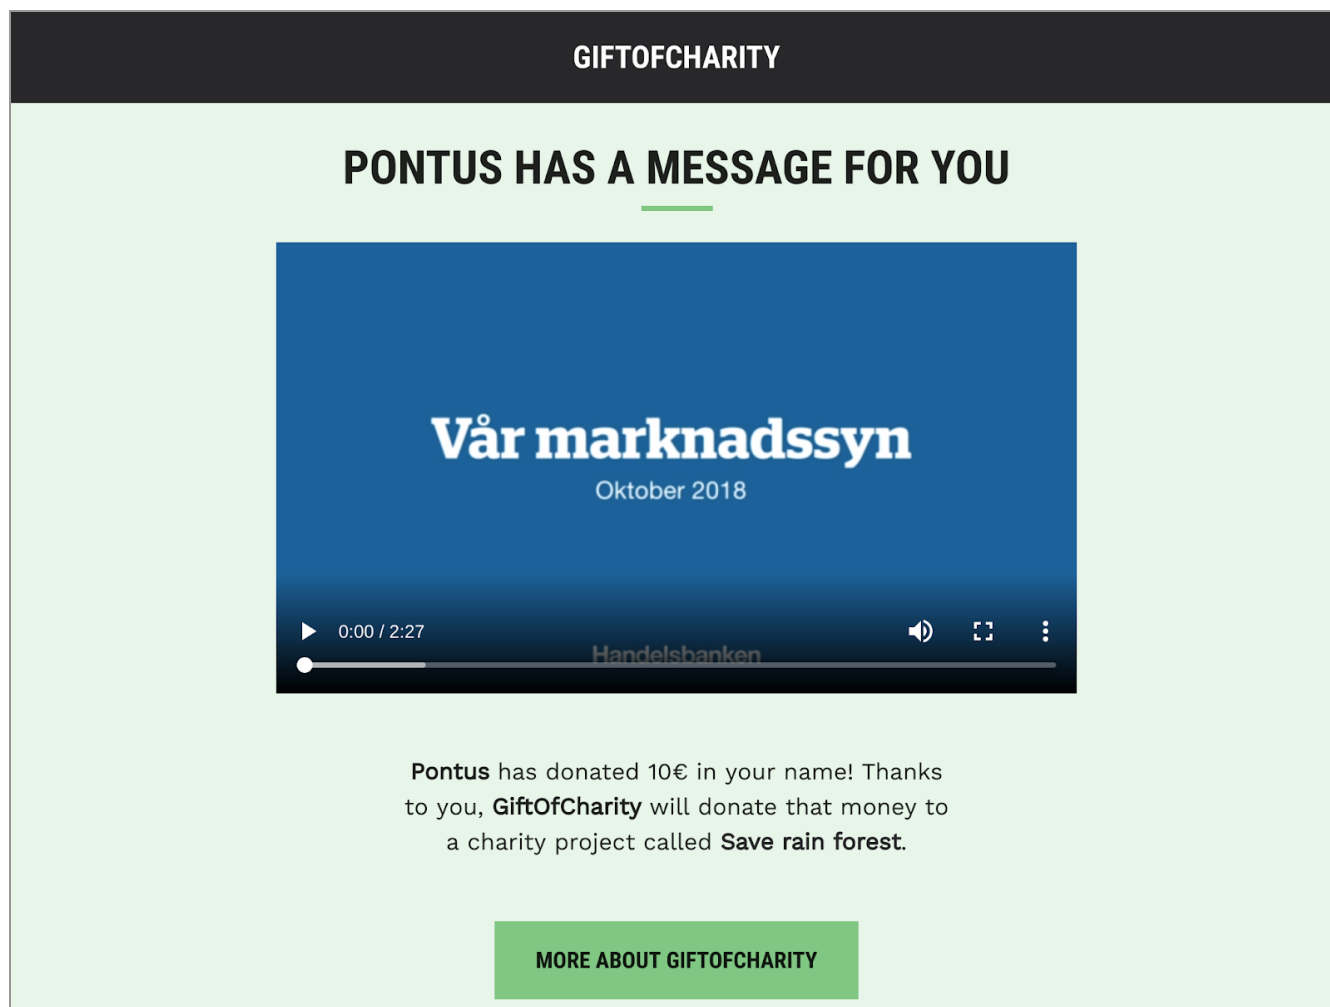 GIFTOFCHARITY
PONTUS HAS A MESSAGE FOR YOU
Vår marknadssyn
Oktober 2018
0:00 / 2:27
Handelsbanken
Pontus has donated 10€ in your name! Thanks
to you, GiftOfCharity will donate that money to
a charity project called Save rain forest.
MORE ABOUT GIFTOFCHARITY